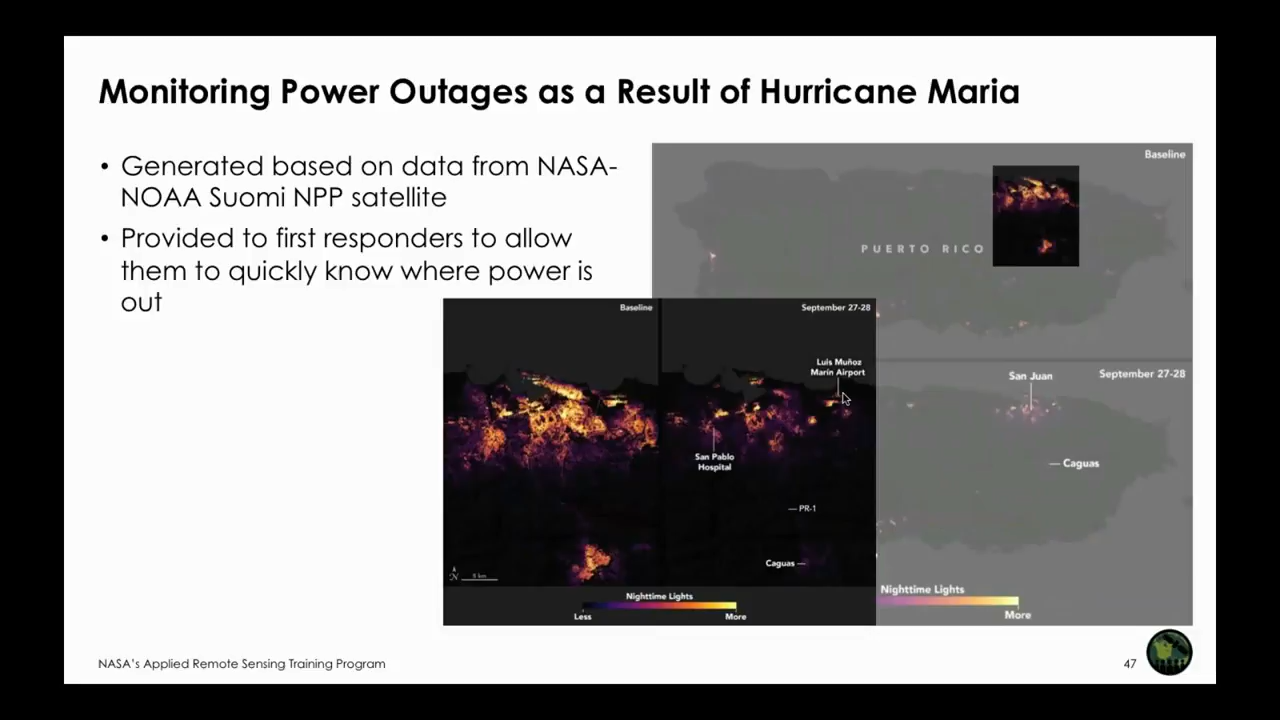 Monitoring Power Outages as a Result of Hurricane Maria
• Generated based on data from NASA-
NOAA Suomi NPP satellite
• Provided to first responders to allow
them to quickly know where power is
out
Baseline
PUERTO RICO
San Juan
September 27-28
Caguas
Nighttime Lights
More
Baseline
September 27-28
Luis Muñoz
Marín Airport
San Pablo
Hospital
PR-1
Caguas
N
5 km
Nighttime Lights
Less
More
NASA's Applied Remote Sensing Training Program
47